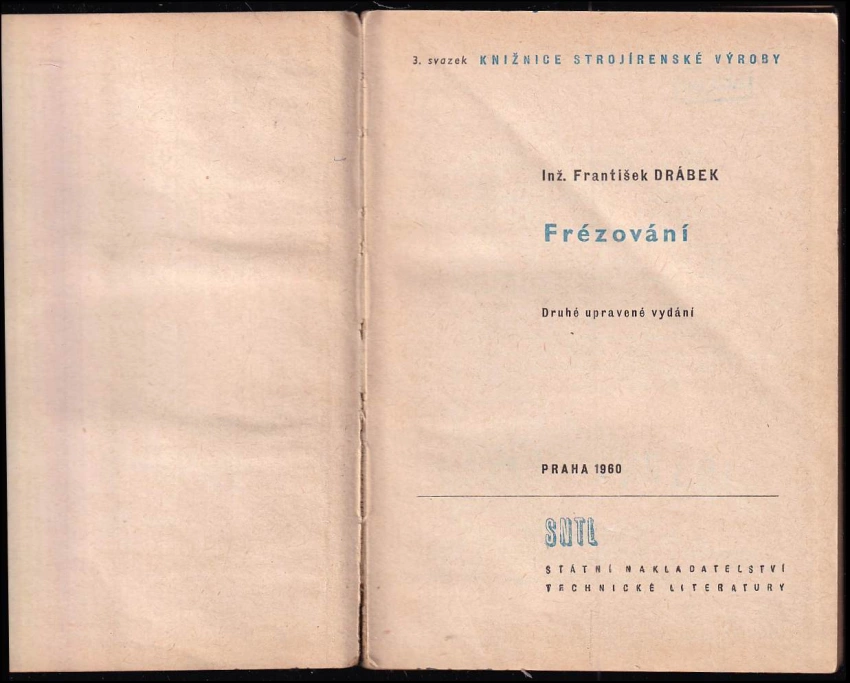 3. svazek KNIŽNICE STROJÍRENSKÉ VÝROBY
Inž. František DRÁBEK
Frézování
Druhé upravené vydání
PRAHA 1960
SNTL
STÁTNÍ NAKLADATELSTVÍ
TECHNICKÉ LITERATURY